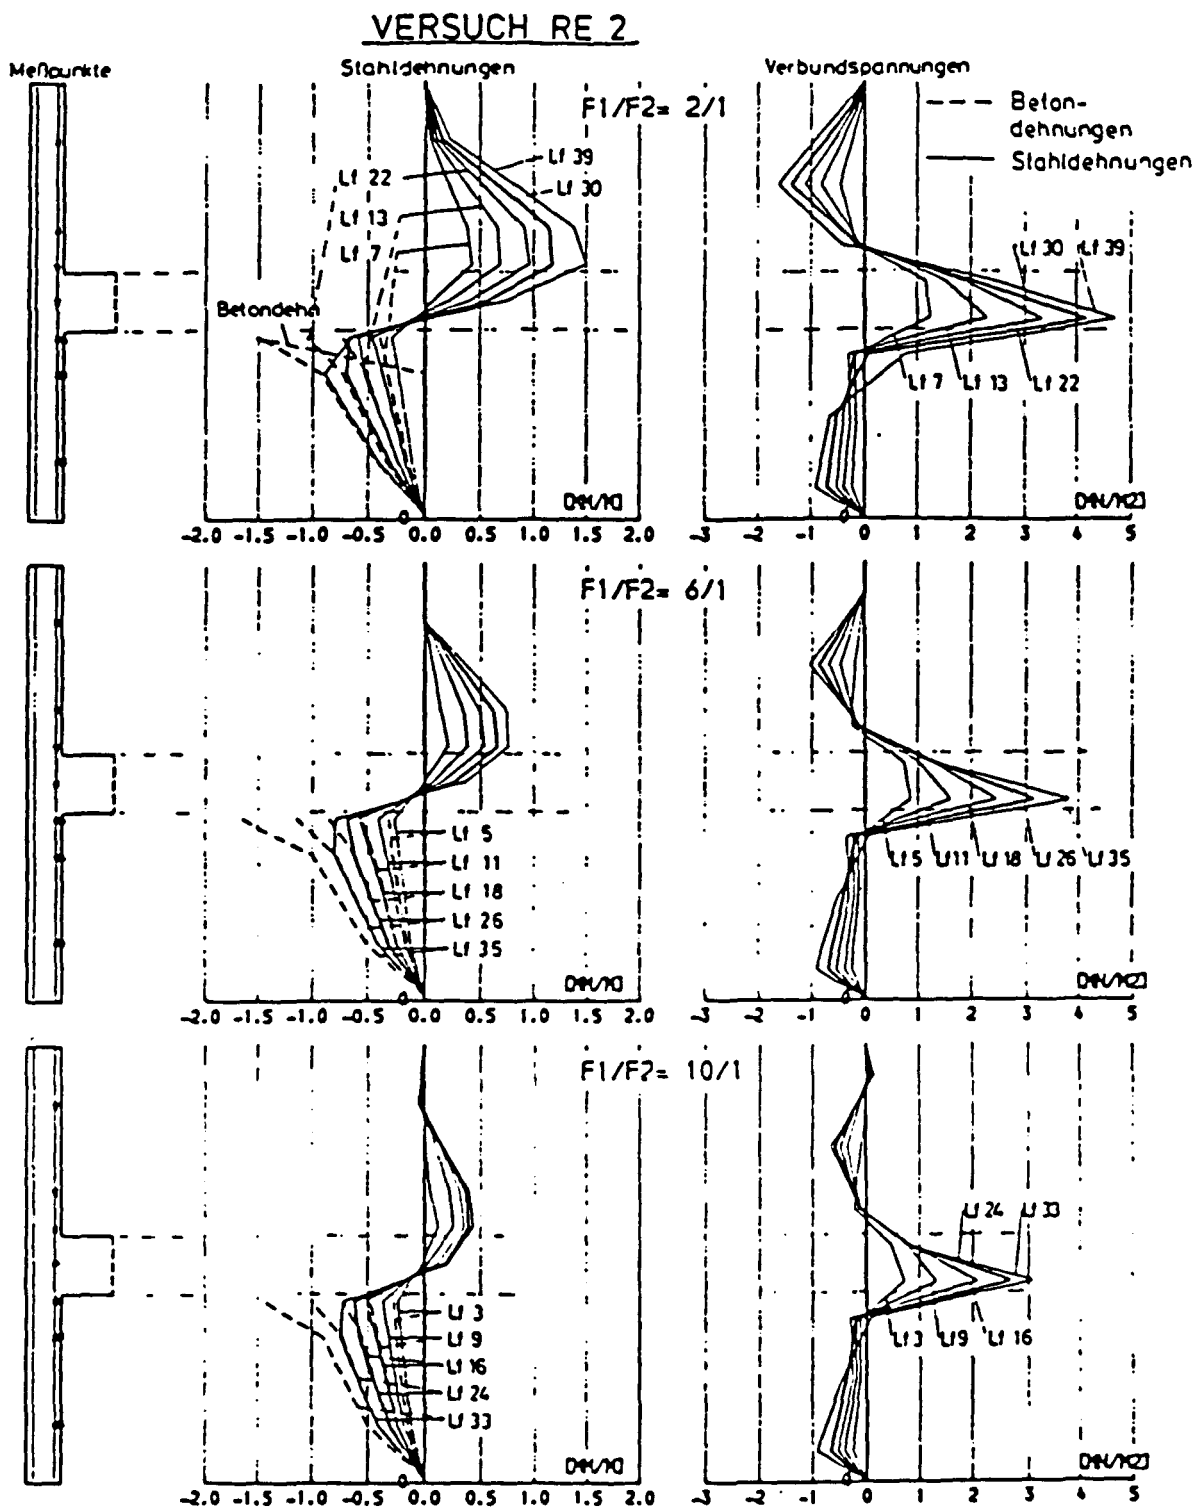 VERSUCH RE 2
Meßpunkte
Stahldehnungen
Verbundspannungen
F1/F2= 2/1
Beton-
dehnungen
Stahldehnungen
Lf 39
Lf 22
Lf 30
Lf 13
Lf 7
Betondehn
Lf 30
Lf 39
Lf 7
Lf 13
Lf 22
-2.0 -1.5 -1.0 -0.5 0.0 0.5 1.0 1.5 2.0
-3 -2 -1 0 1 2 3 4 5
F1/F2= 6/1
Lf 5
Lf 11
Lf 18
Lf 26
Lf 35
Lf 5
Lf 11
Lf 18
Lf 26
Lf 35
-2.0 -1.5 -1.0 -0.5 0.0 0.5 1.0 1.5 2.0
-3 -2 -1 0 1 2 3 4 5
F1/F2= 10/1
Lf 24
Lf 33
Lf 3
Lf 9
Lf 16
Lf 24
Lf 33
Lf 3
Lf 9
Lf 16
-2.0 -1.5 -1.0 -0.5 0.0 0.5 1.0 1.5 2.0
-3 -2 -1 0 1 2 3 4 5